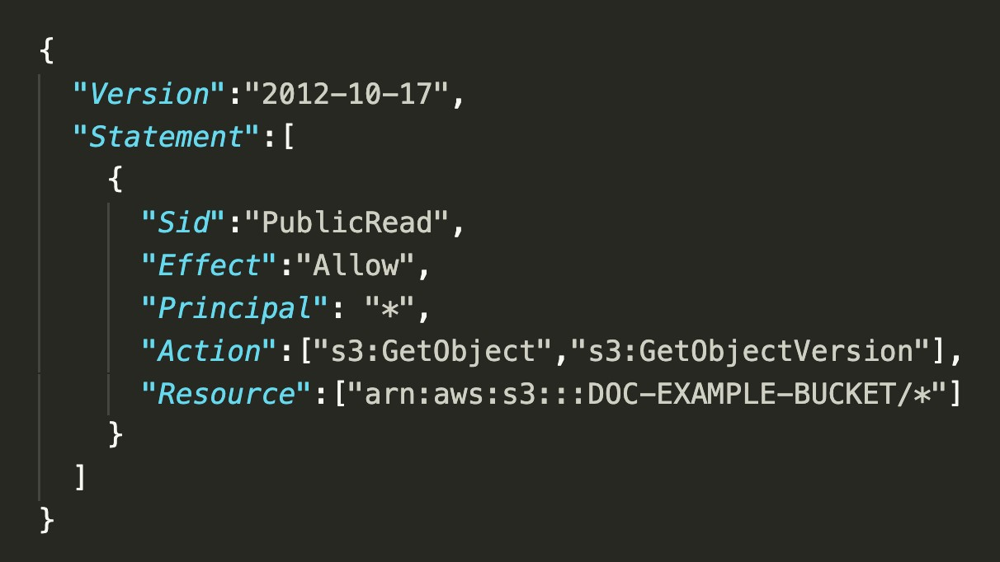 {
"Version":"2012-10-17",
"Statement":[
{
"Sid":"PublicRead",
"Effect":"Allow",
"Principal": "*",
"Action":["s3:GetObject","s3:GetObjectVersion"],
"Resource":["arn:aws:s3:::DOC-EXAMPLE-BUCKET/*"]
}
]
}